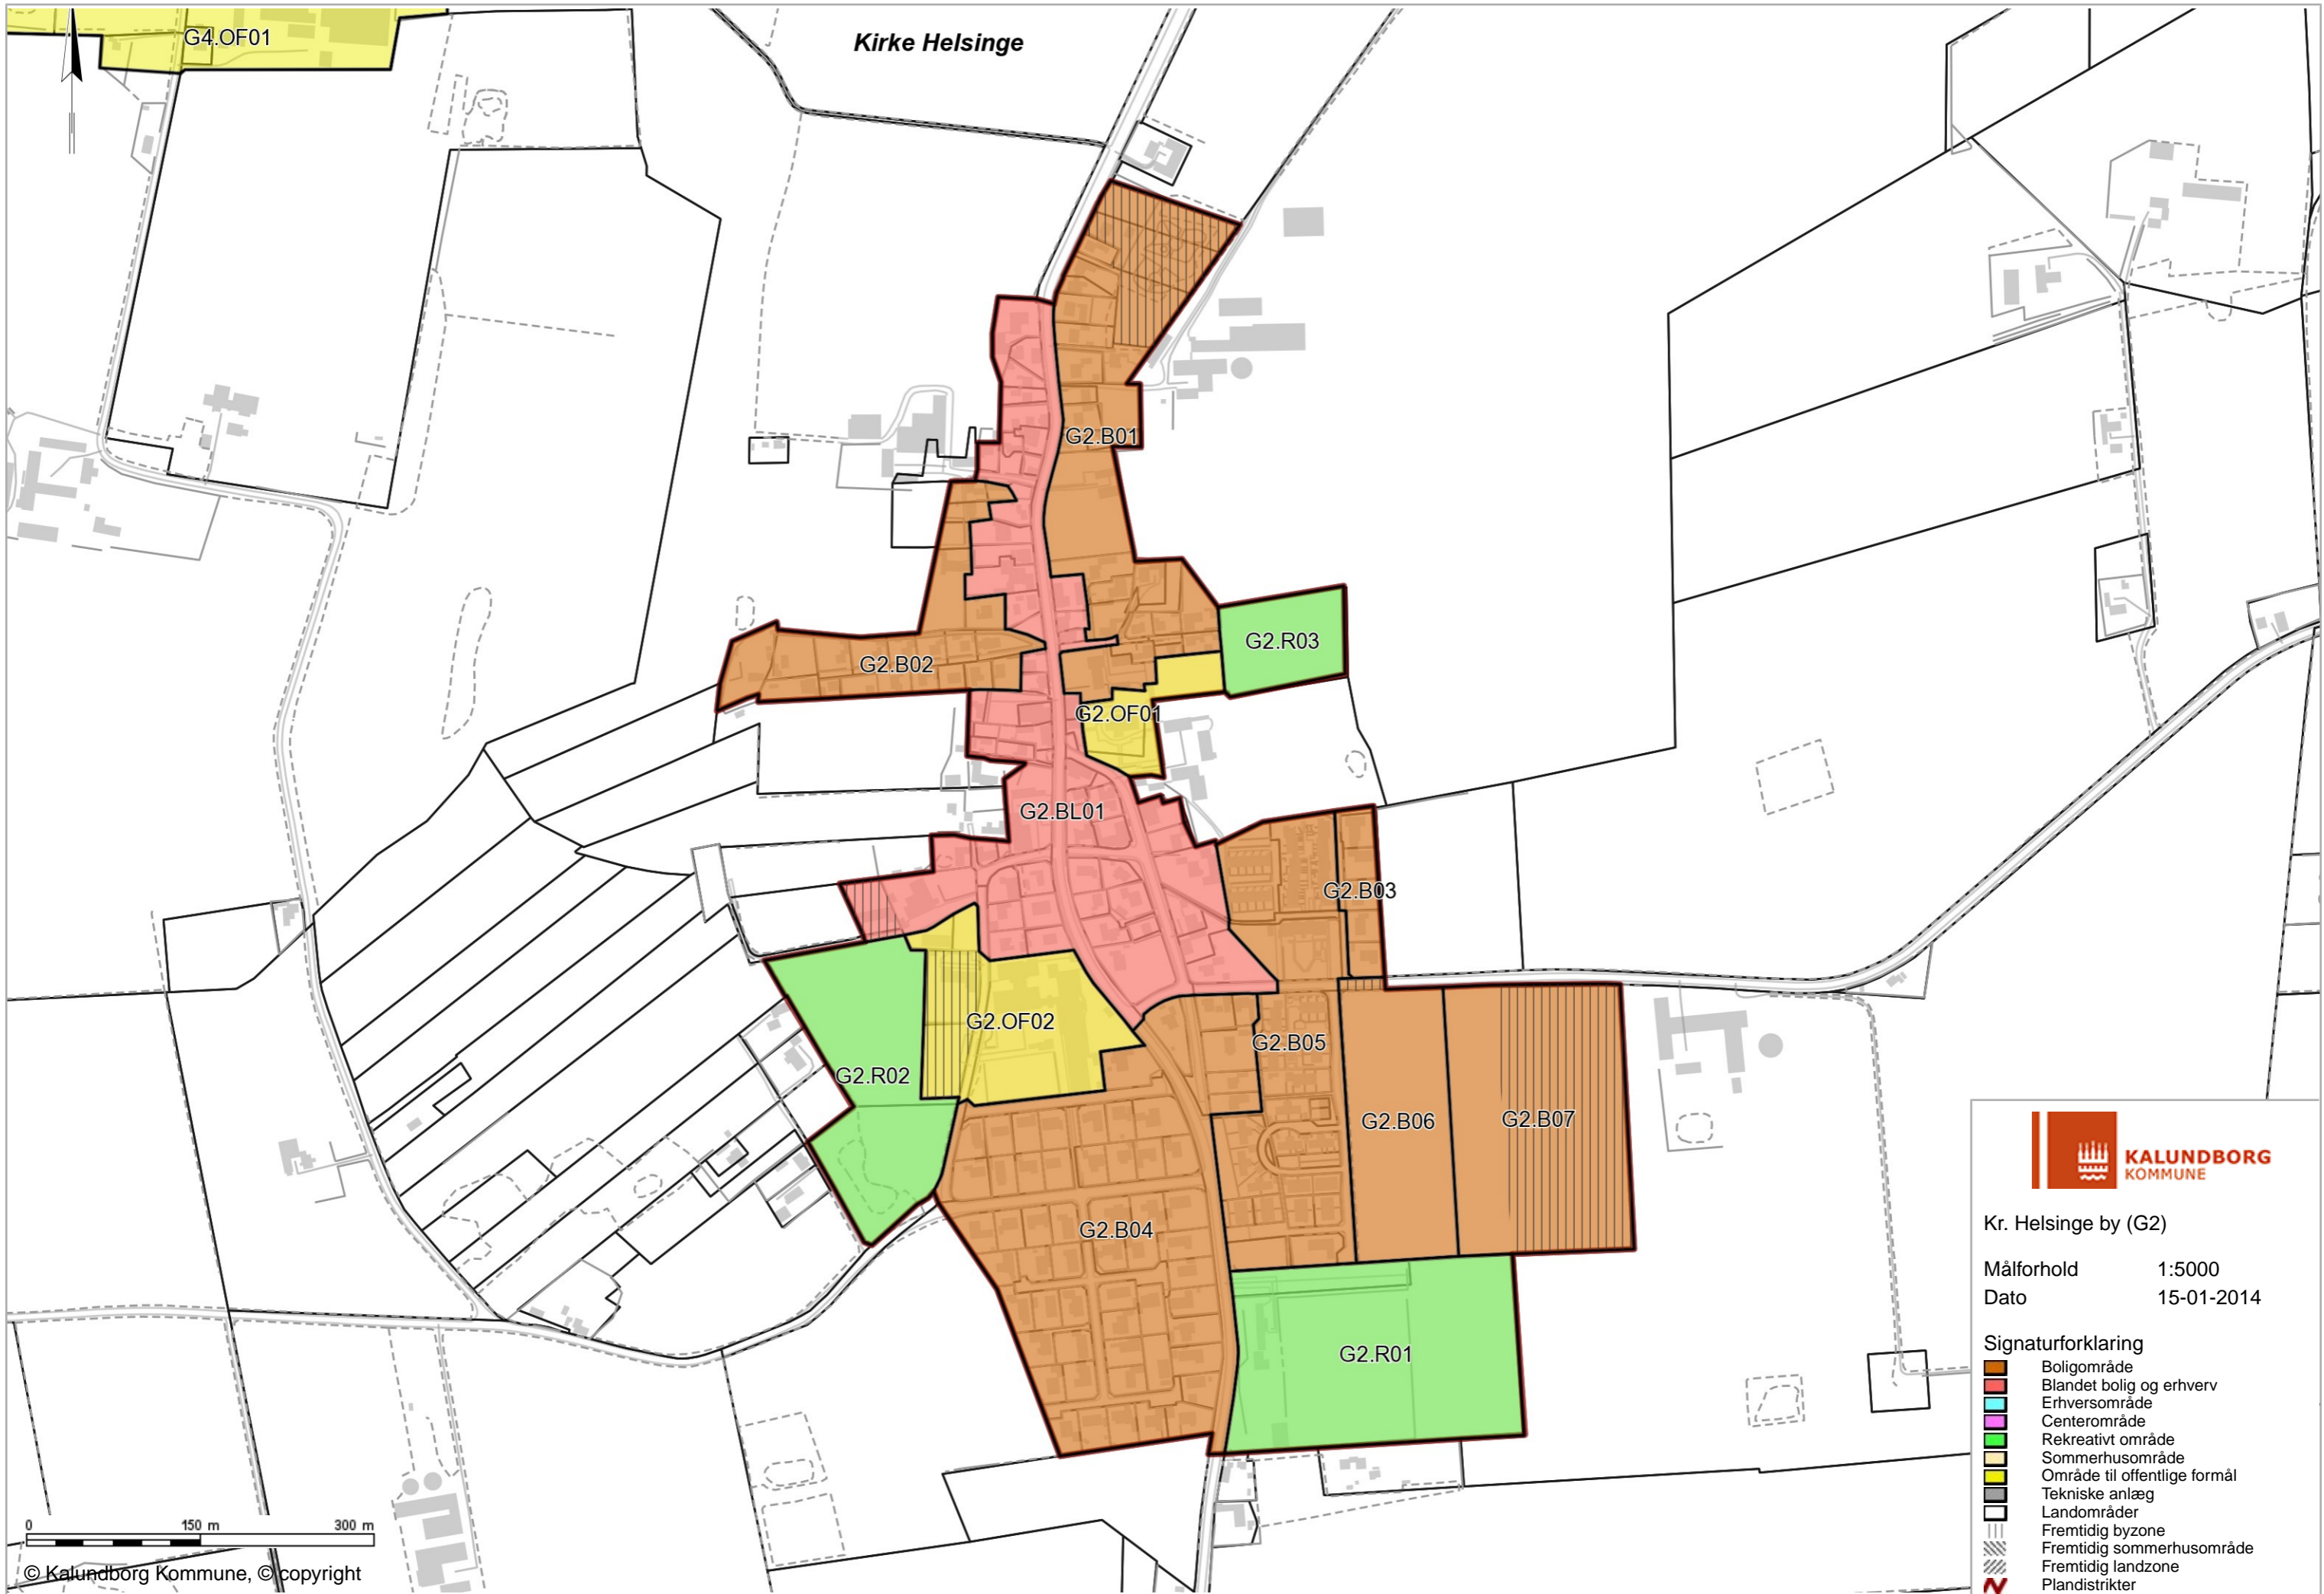 G4.OF01
Kirke Helsinge
G2.B01
G2.R03
G2.B02
G2.OF01
G2.BL01
G2.B03
G2.OF02
G2.B05
G2.R02
G2.B06
G2.B07
G2.B04
G2.R01
KALUNDBORG
KOMMUNE
Kr. Helsinge by (G2)
Målforhold 1:5000
Dato 15-01-2014
Signaturforklaring
Boligområde
Blandet bolig og erhverv
Erhversområde
Centerområde
Rekreativt område
Sommerhusområde
Område til offentlige formål
Tekniske anlæg
Landområder
Fremtidig byzone
Fremtidig sommerhusområde
Fremtidig landzone
Plandistrikter
0 150 m 300 m
© Kalundborg Kommune, © copyright